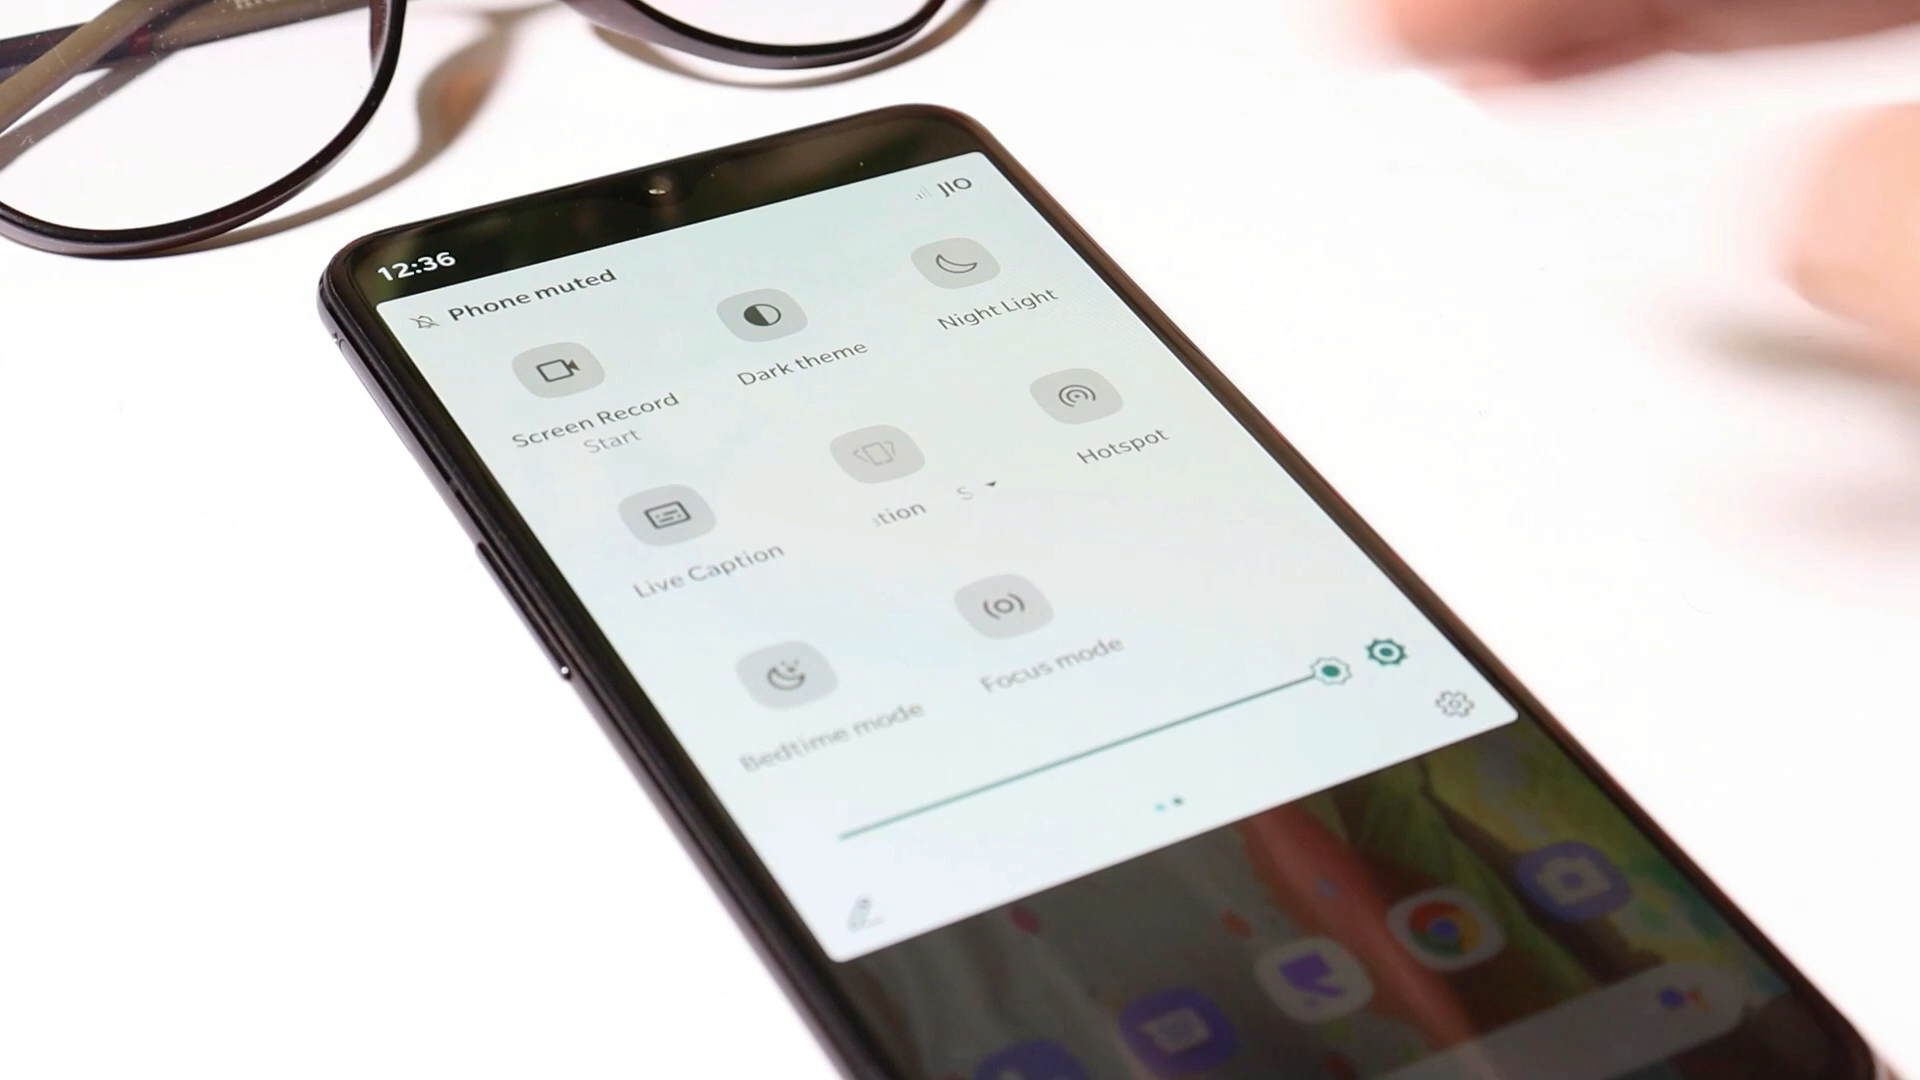 12:36
JIO
Phone muted
Screen Record
Start
Dark theme
Night Light
Live Caption
tion S
Hotspot
Bedtime mode
Focus mode